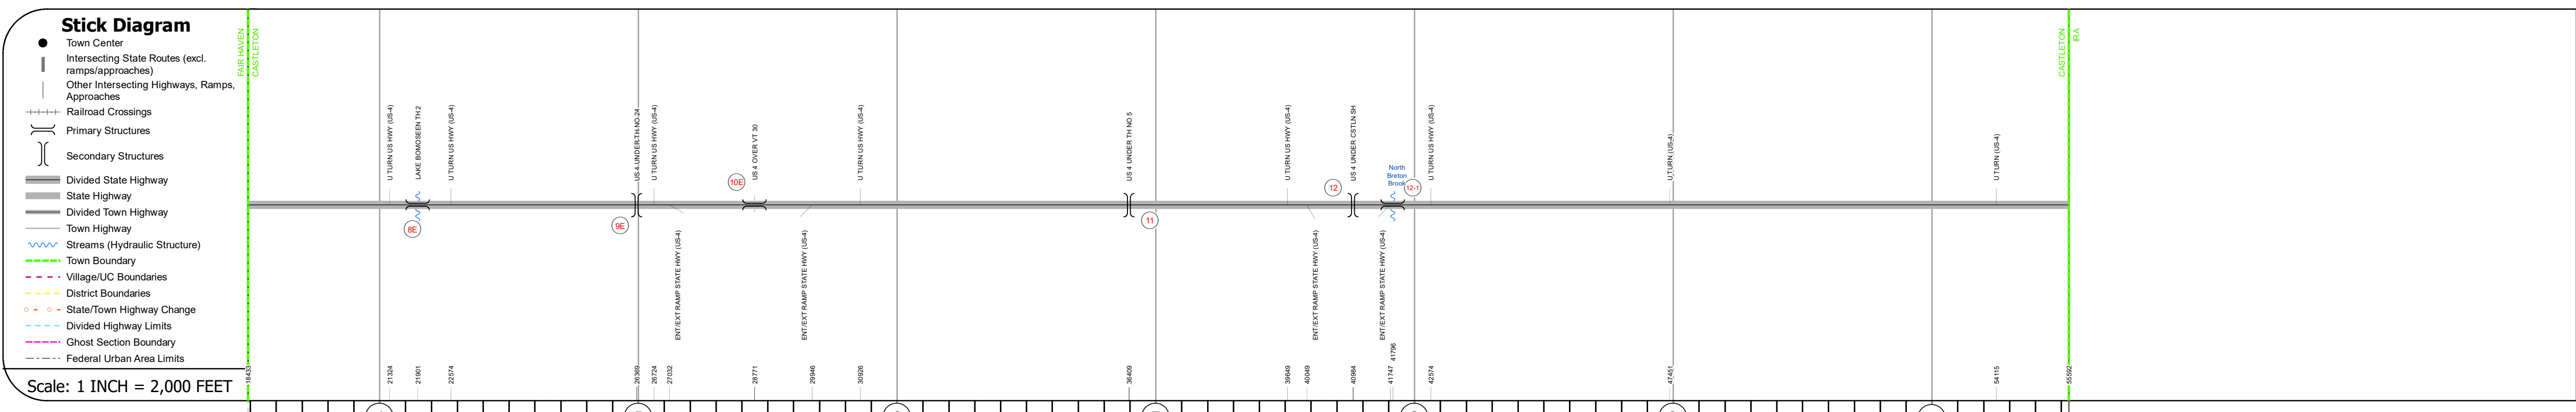 Stick Diagram
Town Center
Intersecting State Routes (excl.
ramps/approaches)
Other Intersecting Highways, Ramps,
Approaches
Railroad Crossings
Primary Structures
Secondary Structures
Divided State Highway
State Highway
Divided Town Highway
Town Highway
Streams (Hydraulic Structure)
Town Boundary
Village/UC Boundaries
District Boundaries
State/Town Highway Change
Divided Highway Limits
Ghost Section Boundary
Federal Urban Area Limits
Scale: 1 INCH = 2,000 FEET
FAIR HAVEN
CASTLETON
U TURN US HWY (US-4)
LAKE BOMOSEEN TH 2
U TURN US HWY (US-4)
US 4 UNDER TH NO 24
U TURN US HWY (US-4)
US 4 OVER VT 30
U TURN US HWY (US-4)
US 4 UNDER TH NO 5
U TURN US HWY (US-4)
US 4 UNDER CSTLN SH
North
Breton
Brook
U TURN US HWY (US-4)
U TURN (US-4)
U TURN (US-4)
CASTLETON
IRA
8E
9E
10E
11
12
12-1
ENT/EXT RAMP STATE HWY (US-4)
ENT/EXT RAMP STATE HWY (US-4)
ENT/EXT RAMP STATE HWY (US-4)
ENT/EXT RAMP STATE HWY (US-4)
18433
21324
21901
22574
26369
26724
27032
28771
29946
30926
36409
39649
40049
40984
41747
41796
42574
47451
54115
55592